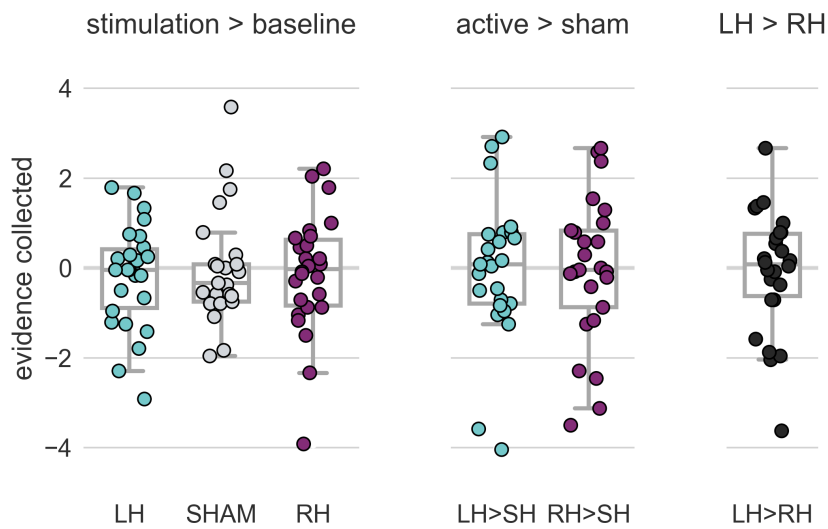 stimulation > baseline
active > sham
LH > RH
evidence collected
4
2
0
−2
−4
LH SHAM RH
LH>SH RH>SH
LH>RH